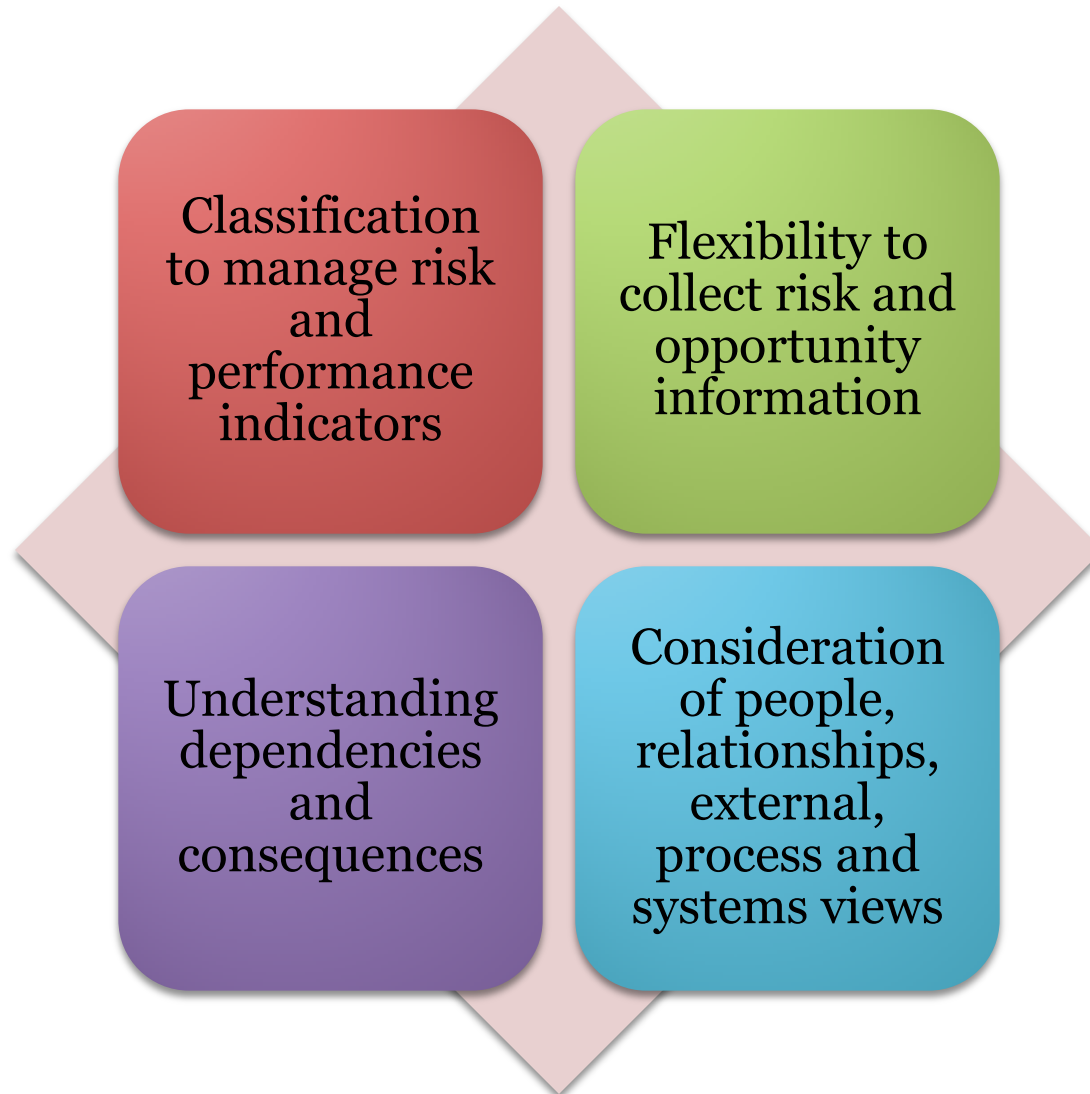 Classification
to manage risk
and
performance
indicators
Flexibility to
collect risk and
opportunity
information
Understanding
dependencies
and
consequences
Consideration
of people,
relationships,
external,
process and
systems views